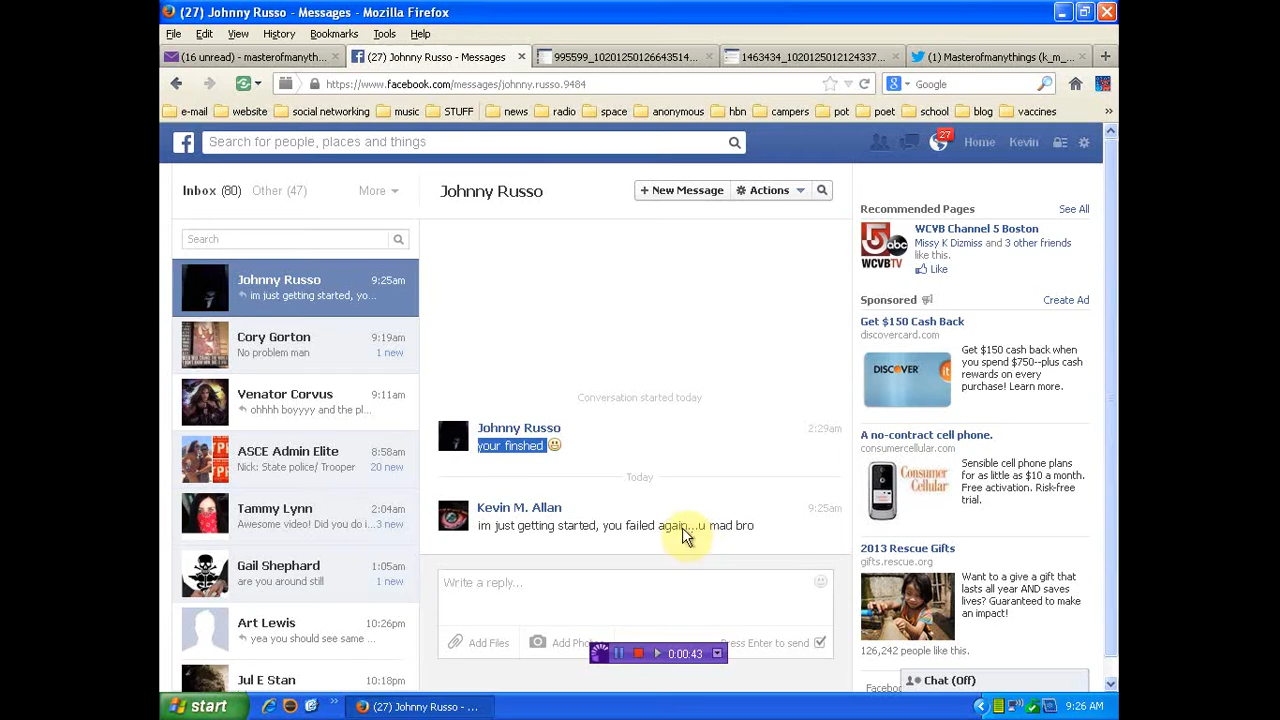 (27) Johnny Russo - Messages - Mozilla Firefox
File Edit View History Bookmarks Tools Help
(16 unread) - masterofmanyth... (27) Johnny Russo - Messages 995599_10201250126643514... 1463434_1020125012124337... (1) Masterofmanythings (k_m_...
https://www.facebook.com/messages/johnny.russo.9484 Google
e-mail website social networking music STUFF news radio space anonymous hbn campers pot poet school blog vaccines »
Search for people, places and things 27 Home Kevin
Inbox (80) Other (47) More
Johnny Russo
+ New Message Actions
Search
Johnny Russo 9:25am
im just getting started, yo...
Cory Gorton 9:19am
No problem man 1 new
Venator Corvus 9:11am
ohhhh boyyyy and the pl...
A6CE Admin Elite 8:58am
Nick: State police/ Trooper 20 new
Tammy Lynn 2:04am
Awesome video! Did you do i... 3 new
Gail Shephard 1:05am
are you around still 1 new
Art Lewis 10:26pm
yea you should see same ...
Jul E Stan 10:18pm
Conversation started today
Johnny Russo 2:29am
your finshed
Today
Kevin M. Allan 9:25am
im just getting started, you failed again...u mad bro
Write a reply...
Add Files Add Phot Press Enter to send
0:00:43
Recommended Pages See All
WCVB Channel 5 Boston
Missy K Dizmiss and 3 other friends
like this.
Like
5 abc
WCVBTV
Sponsored Create Ad
Get $150 Cash Back
discovercard.com
DISCOVER it
Get $150 cash back when
you spend $750--plus cash
rewards on every
purchase! Learn more.
A no-contract cell phone.
consumercellular.com
Consumer
Cellular
Sensible cell phone plans
for as little as $10 a month.
Free activation. Risk-free
trial.
2013 Rescue Gifts
gifts.rescue.org
Want to a give a gift that
lasts all year AND saves
lives? Guaranteed to make
an impact!
126,242 people like this.
Facebo
Chat (Off)
start (27) Johnny Russo - ... 9:26 AM